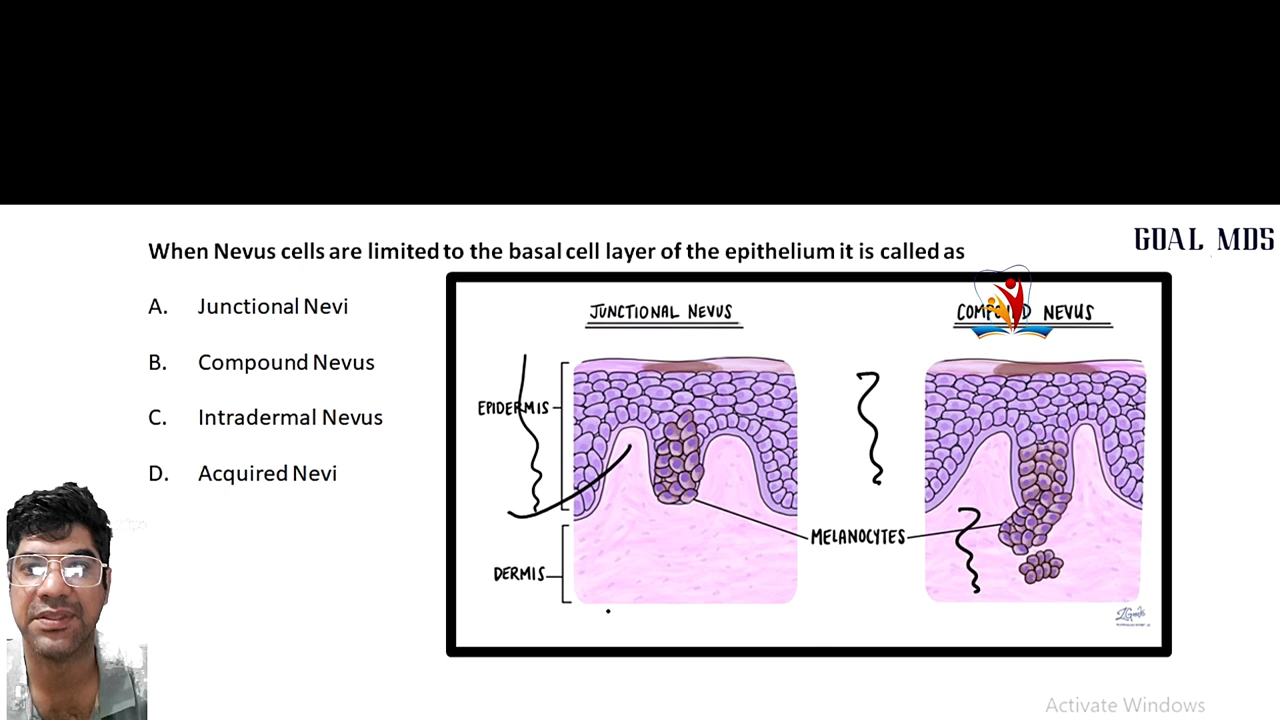 When Nevus cells are limited to the basal cell layer of the epithelium it is called as
GOAL MDS
A. Junctional Nevi
B. Compound Nevus
C. Intradermal Nevus
D. Acquired Nevi
JUNCTIONAL NEVUS
COMPOUND NEVUS
EPIDERMIS
MELANOCYTES
DERMIS
Activate Windows